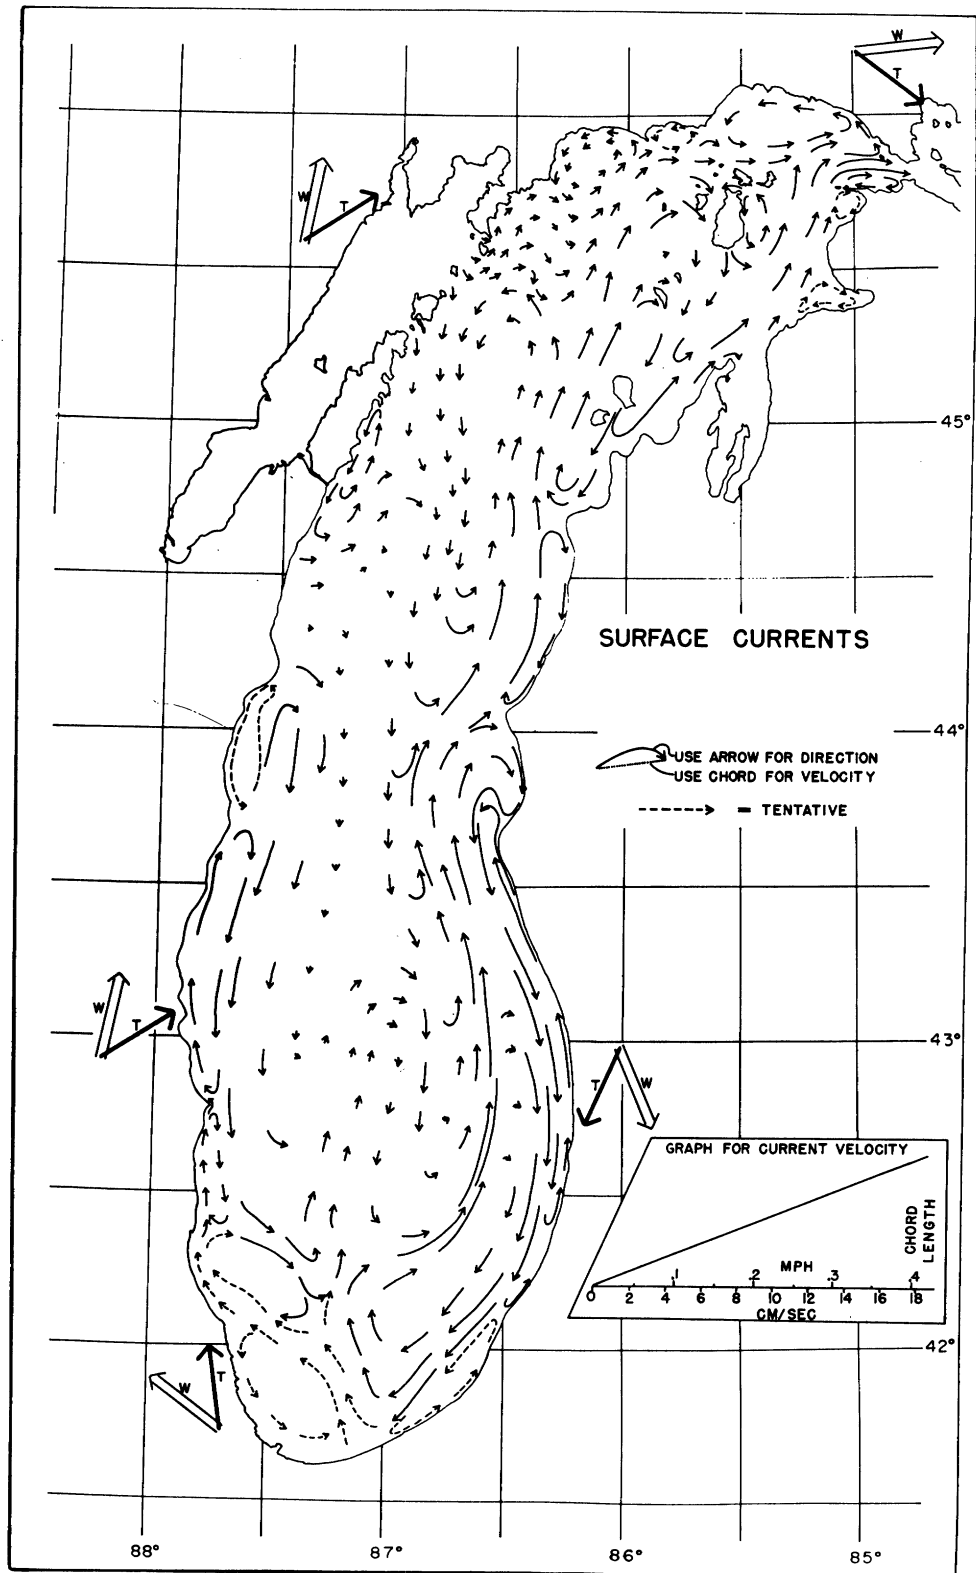 W
T
W
T
45°
SURFACE CURRENTS
44°
USE ARROW FOR DIRECTION
USE CHORD FOR VELOCITY
= TENTATIVE
W
T
43°
T
W
GRAPH FOR CURRENT VELOCITY
CHORD
LENGTH
MPH
.1 .2 .3 .4
0 2 4 6 8 10 12 14 16 18
CM/SEC
42°
W
T
88° 87° 86° 85°